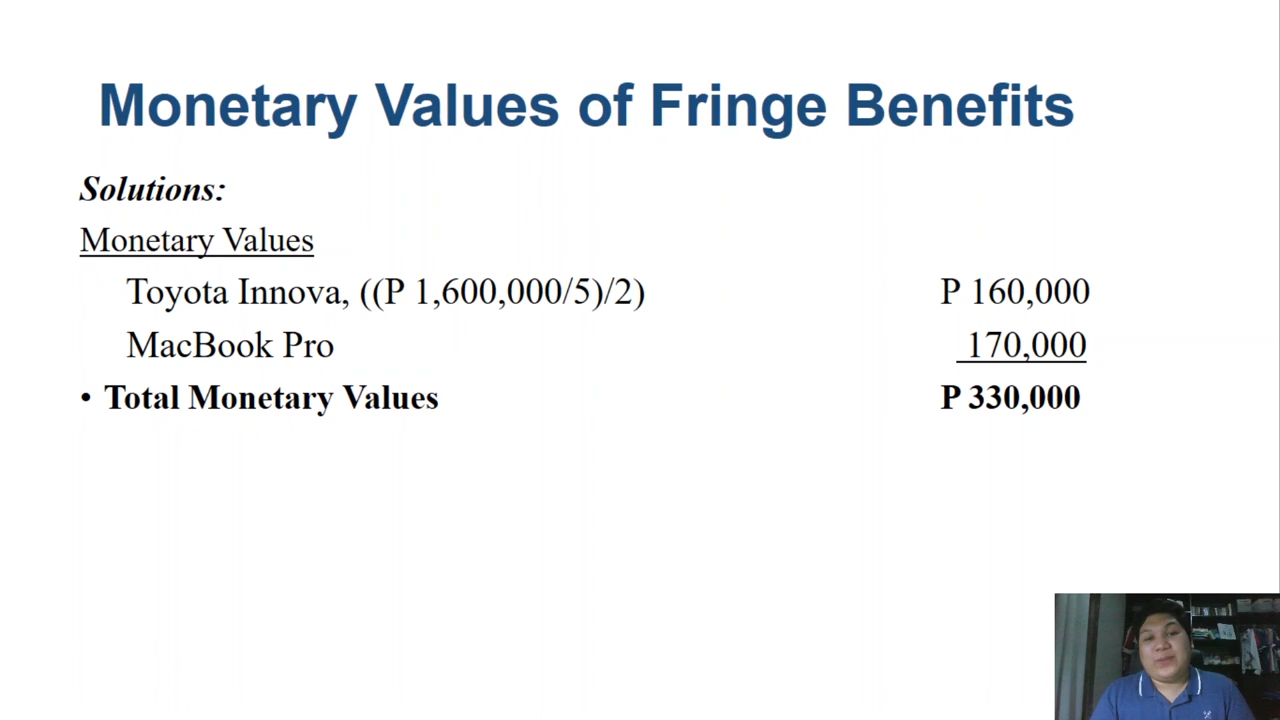 Monetary Values of Fringe Benefits
Solutions:
Monetary Values
Toyota Innova, ((P 1,600,000/5)/2) P 160,000
MacBook Pro 170,000
• Total Monetary Values P 330,000